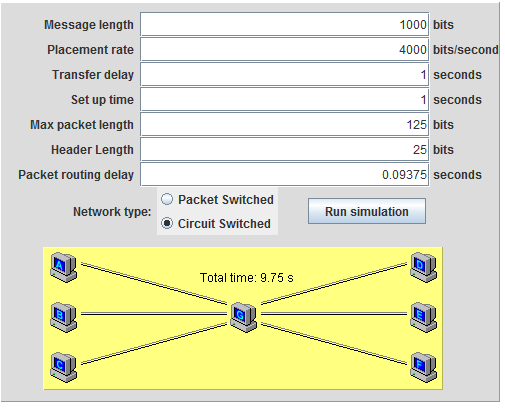 Message length 1000 bits
Placement rate 4000 bits/second
Transfer delay 1 seconds
Set up time 1 seconds
Max packet length 125 bits
Header Length 25 bits
Packet routing delay 0.09375 seconds
Network type: Packet Switched
Circuit Switched
Run simulation
Total time: 9.75 s
A D
B G E
C F